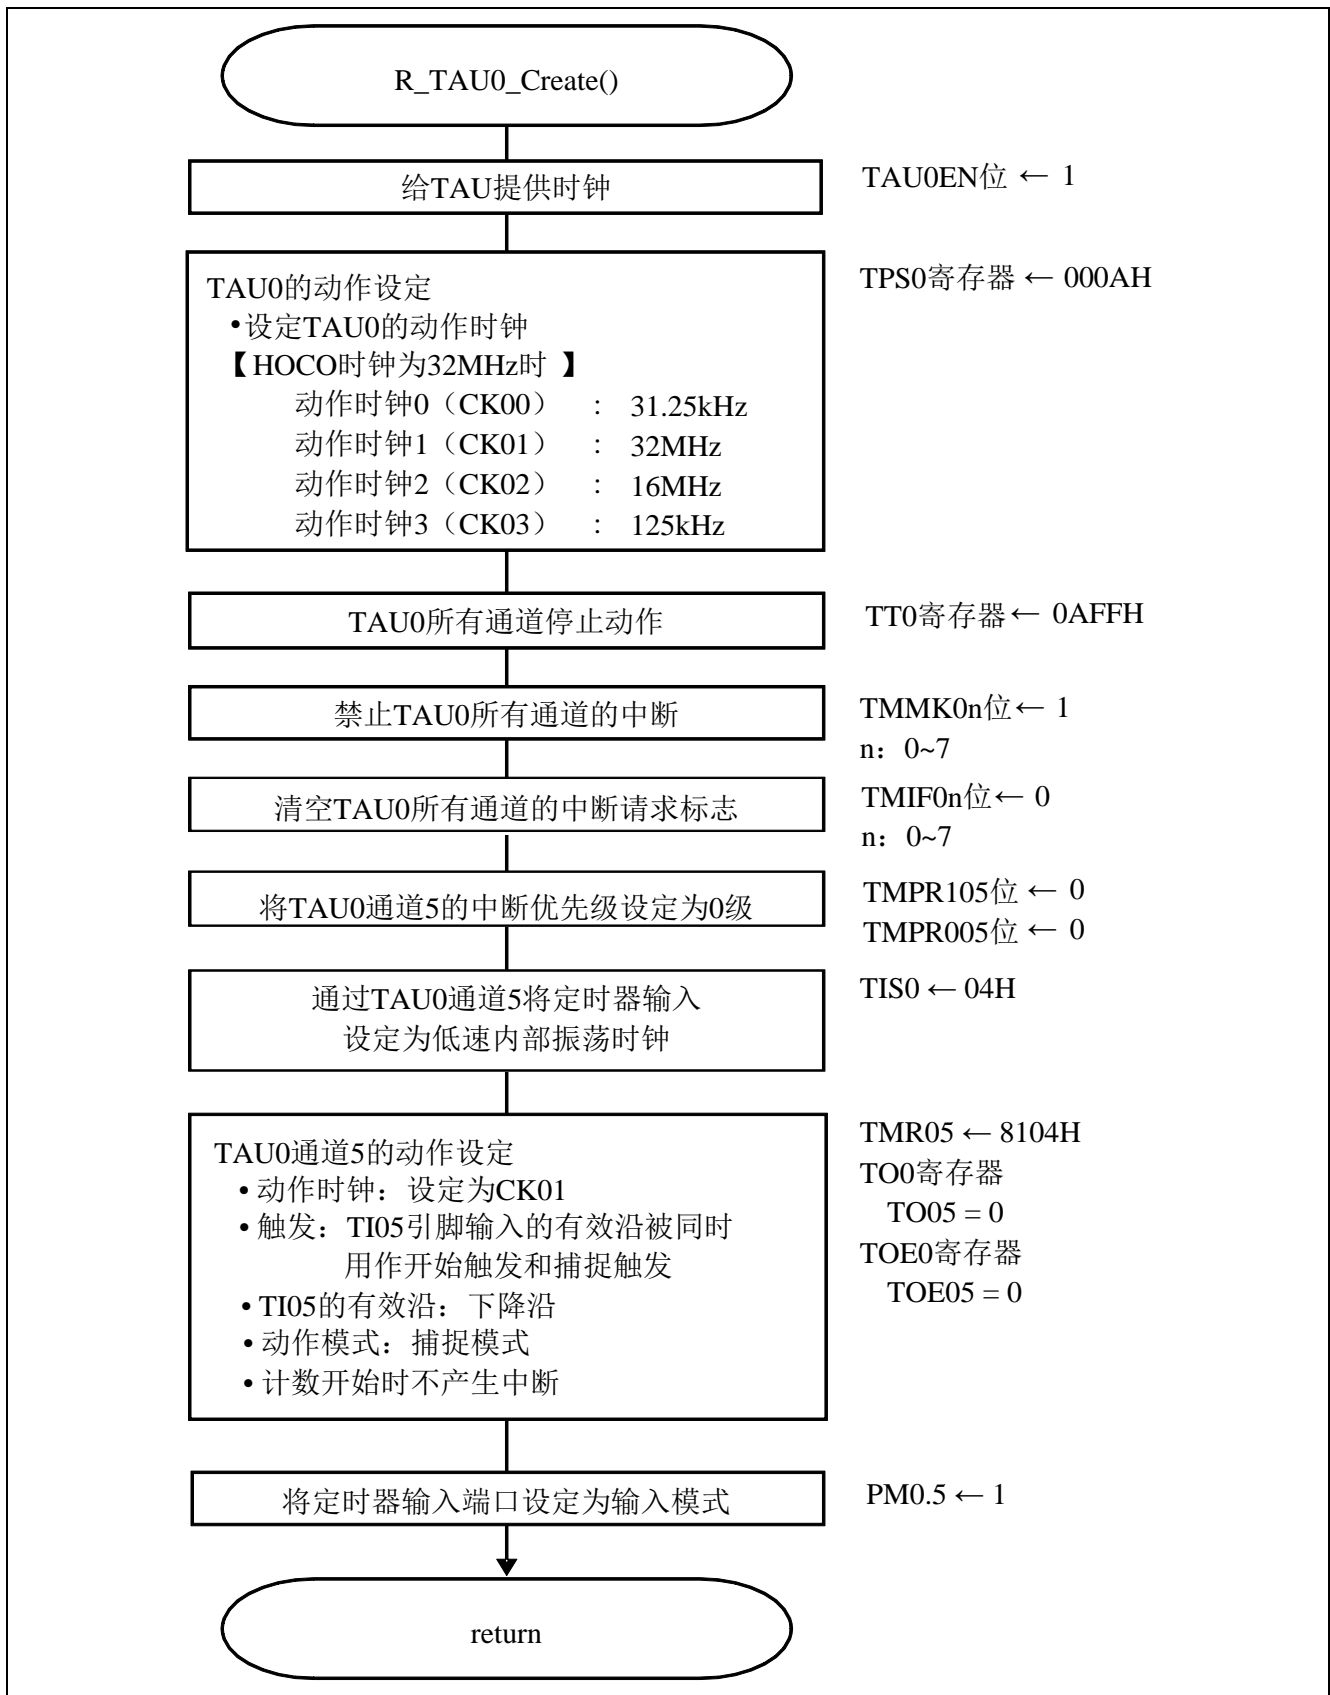 R_TAU0_Create()
给TAU提供时钟
TAU0EN位 ← 1
TAU0的动作设定
•设定TAU0的动作时钟
【HOCO时钟为32MHz时 】
动作时钟0（CK00） : 31.25kHz
动作时钟1（CK01） : 32MHz
动作时钟2（CK02） : 16MHz
动作时钟3（CK03） : 125kHz
TPS0寄存器 ← 000AH
TAU0所有通道停止动作
TT0寄存器← 0AFFH
禁止TAU0所有通道的中断
TMMK0n位← 1
n：0~7
清空TAU0所有通道的中断请求标志
TMIF0n位← 0
n：0~7
将TAU0通道5的中断优先级设定为0级
TMPR105位 ← 0
TMPR005位 ← 0
通过TAU0通道5将定时器输入
设定为低速内部振荡时钟
TIS0 ← 04H
TAU0通道5的动作设定
• 动作时钟：设定为CK01
• 触发：TI05引脚输入的有效沿被同时
用作开始触发和捕捉触发
• TI05的有效沿：下降沿
• 动作模式：捕捉模式
• 计数开始时不产生中断
TMR05 ← 8104H
TO0寄存器
TO05 = 0
TOE0寄存器
TOE05 = 0
将定时器输入端口设定为输入模式
PM0.5 ← 1
return